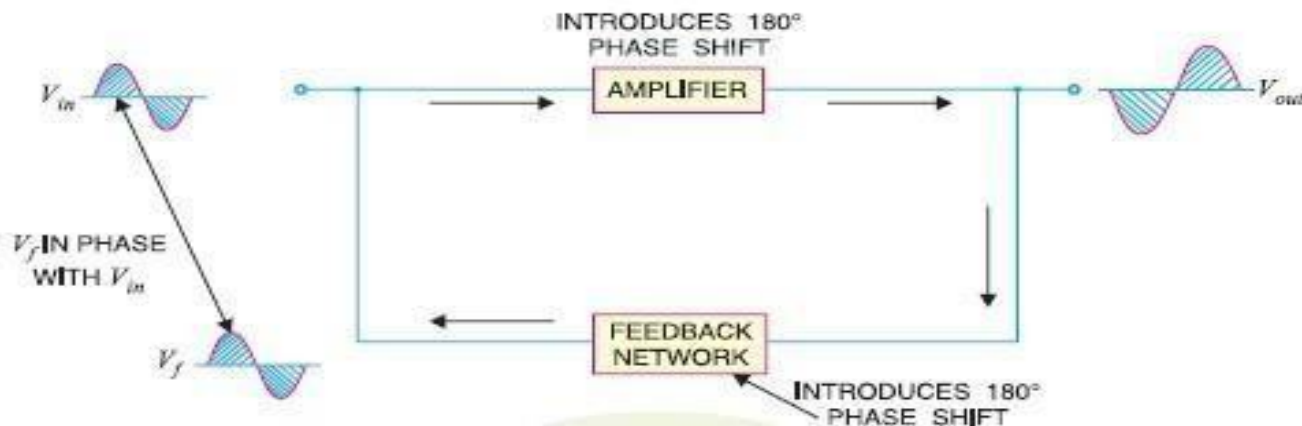 INTRODUCES 180°
PHASE SHIFT
AMPLIFIER
V_in
V_out
V_f IN PHASE
WITH V_in
V_f
FEEDBACK
NETWORK
INTRODUCES 180°
PHASE SHIFT